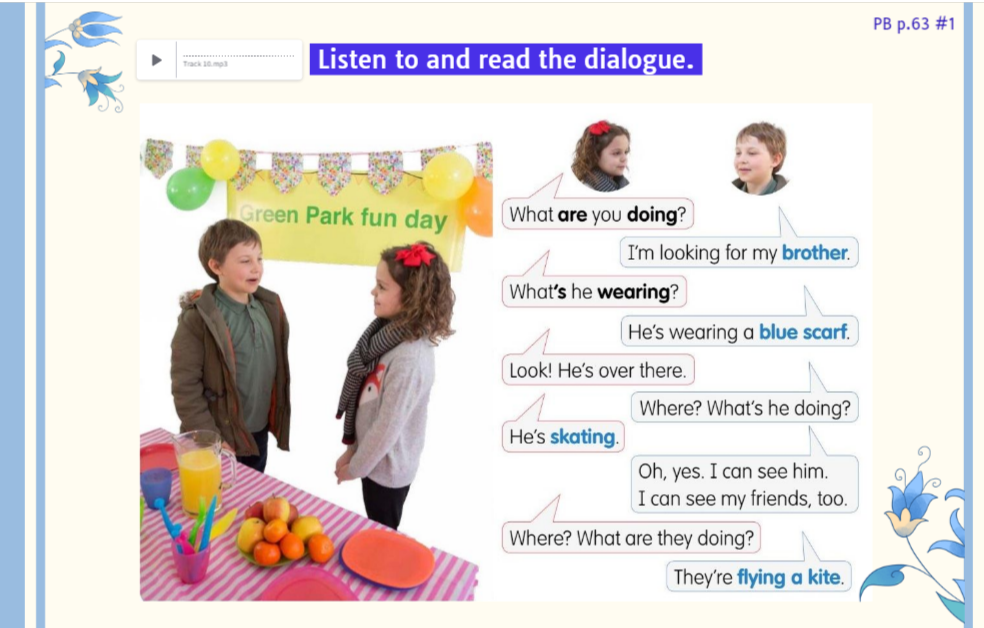 PB p.63 #1
Track 10.mp3
Listen to and read the dialogue.
Green Park fun day
What are you doing?
I'm looking for my brother.
What's he wearing?
He's wearing a blue scarf.
Look! He's over there.
Where? What's he doing?
He's skating.
Oh, yes. I can see him.
I can see my friends, too.
Where? What are they doing?
They're flying a kite.